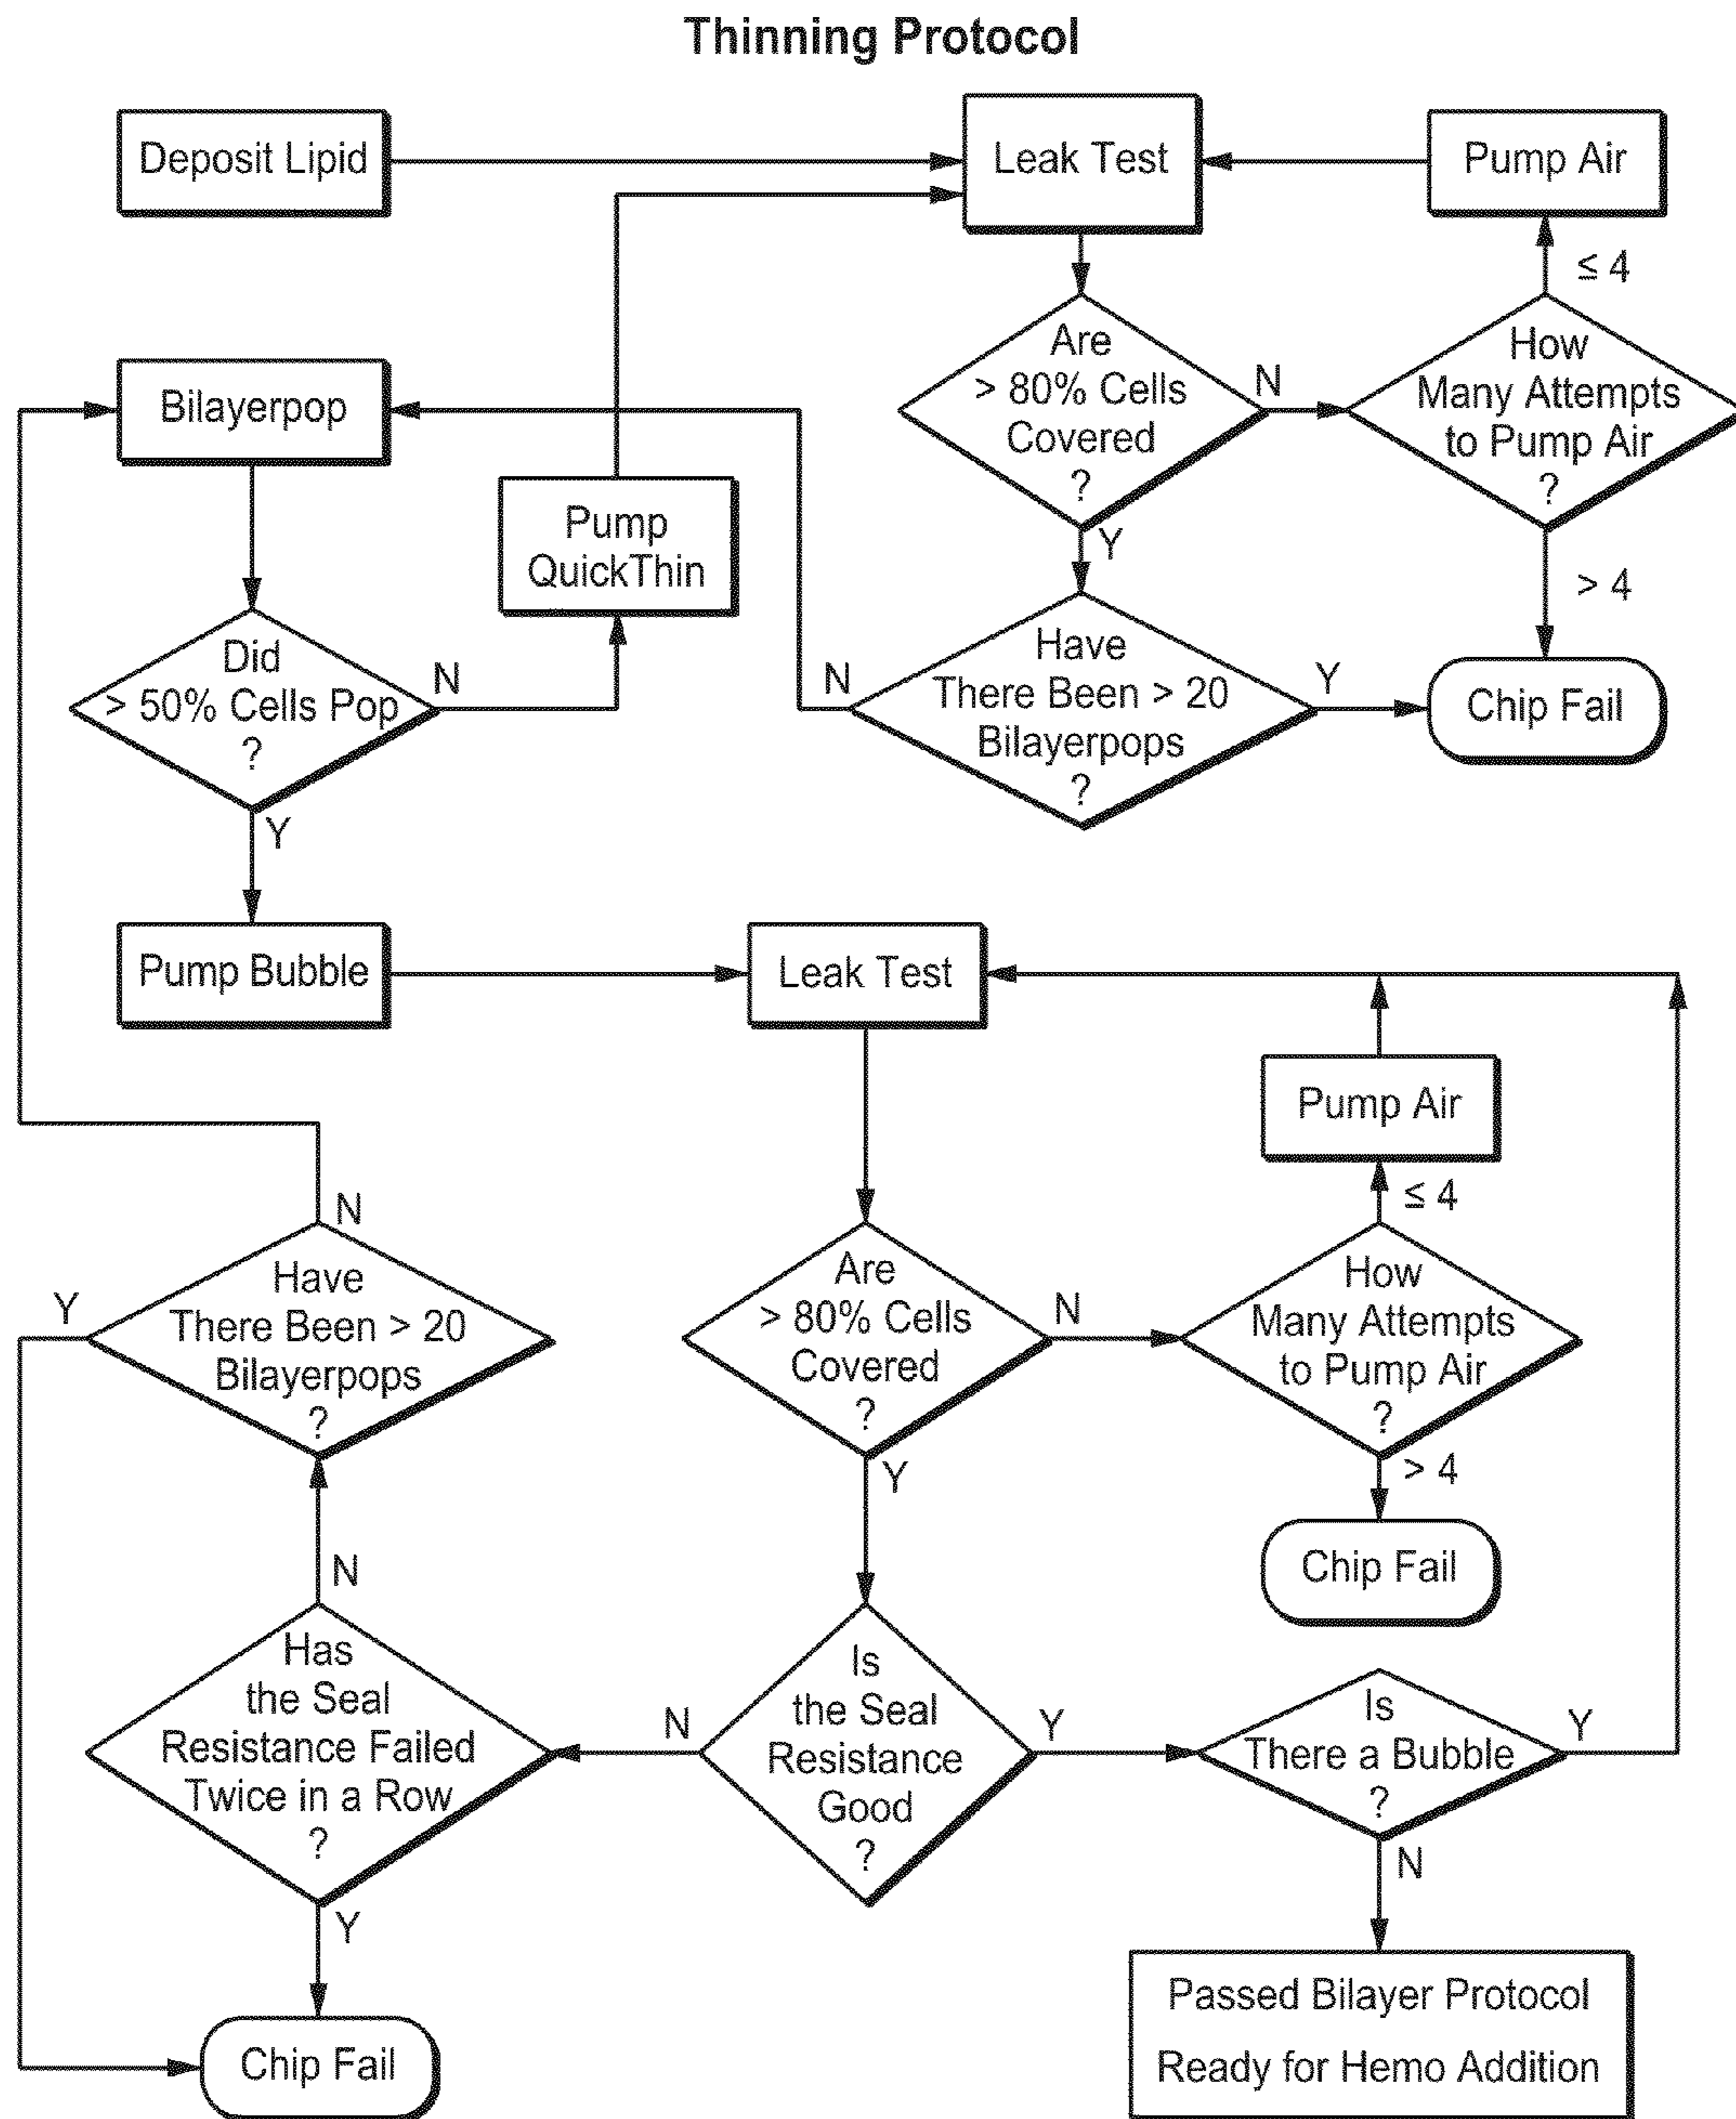 Thinning Protocol
Deposit Lipid
Leak Test
Pump Air
≤ 4
Are
> 80% Cells
Covered
?
N
How
Many Attempts
to Pump Air
?
Bilayerpop
Pump
QuickThin
Y
> 4
Did
> 50% Cells Pop
?
N
Have
There Been > 20
Bilayerpops
?
N
Y
Chip Fail
Y
Pump Bubble
Leak Test
Pump Air
≤ 4
N
Have
There Been > 20
Bilayerpops
?
Y
Are
> 80% Cells
Covered
?
N
How
Many Attempts
to Pump Air
?
Y
> 4
Chip Fail
N
Has
the Seal
Resistance Failed
Twice in a Row
?
N
Is
the Seal
Resistance
Good
?
Y
Is
There a Bubble
?
Y
N
Y
Chip Fail
Passed Bilayer Protocol
Ready for Hemo Addition